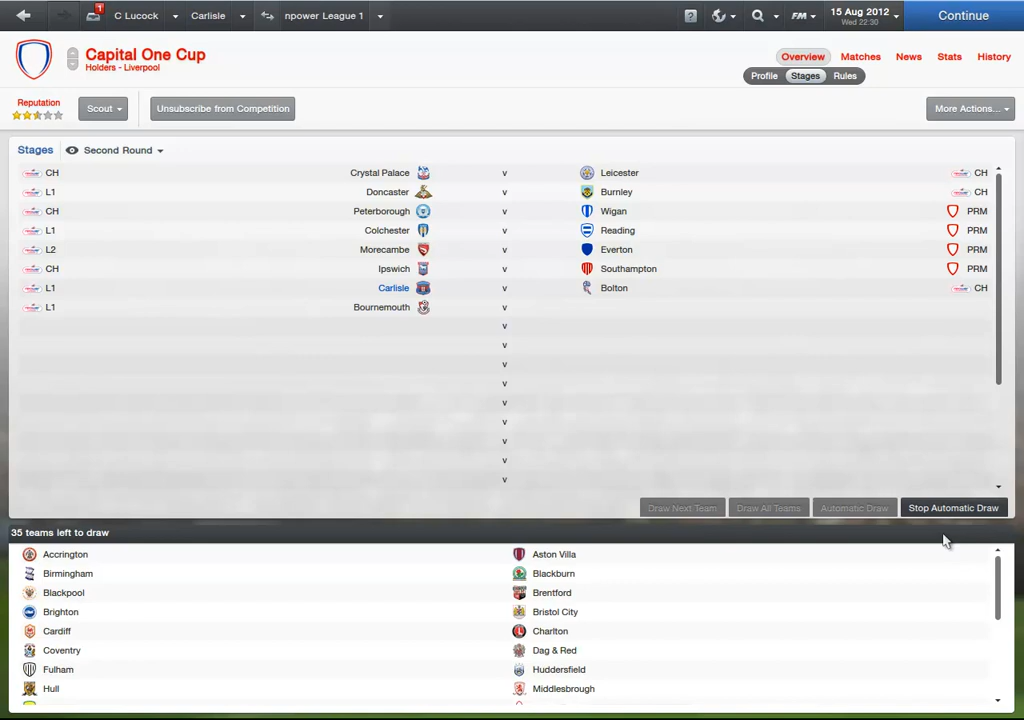 1 C Lucock Carlisle npower League 1 ? FM 15 Aug 2012 Continue
Wed 22:30
Capital One Cup
Holders - Liverpool
Overview Matches News Stats History
Profile Stages Rules
Reputation
Scout Unsubscribe from Competition More Actions...
Stages Second Round
CH Crystal Palace v Leicester CH
L1 Doncaster v Burnley CH
CH Peterborough v Wigan PRM
L1 Colchester v Reading PRM
L2 Morecambe v Everton PRM
CH Ipswich v Southampton PRM
L1 Carlisle v Bolton CH
L1 Bournemouth v
v
v
v
v
v
v
v
v
v
Draw Next Team Draw All Teams Automatic Draw Stop Automatic Draw
35 teams left to draw
Accrington Aston Villa
Birmingham Blackburn
Blackpool Brentford
Brighton Bristol City
Cardiff Charlton
Coventry Dag & Red
Fulham Huddersfield
Hull Middlesbrough